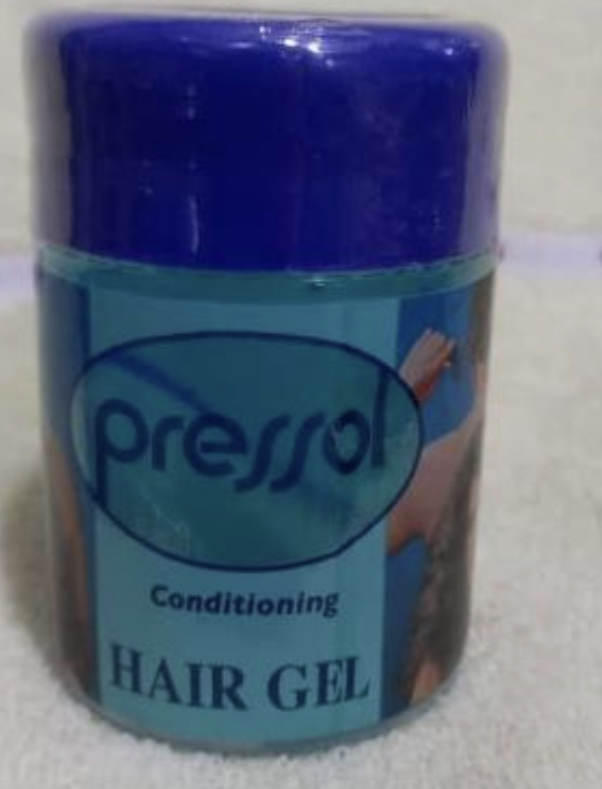 pressol
Conditioning
HAIR GEL